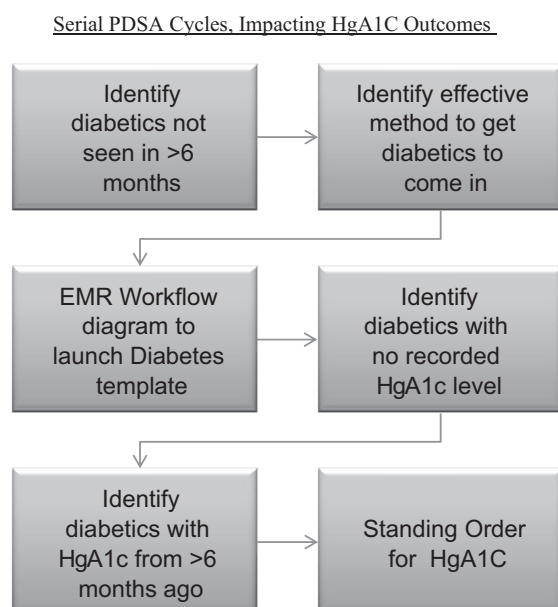 Serial PDSA Cycles, Impacting HgA1C Outcomes
Identify
diabetics not
seen in >6
months
Identify effective
method to get
diabetics to
come in
EMR Workflow
diagram to
launch Diabetes
template
Identify
diabetics with
no recorded
HgA1c level
Identify
diabetics with
HgA1c from >6
months ago
Standing Order
for HgA1C